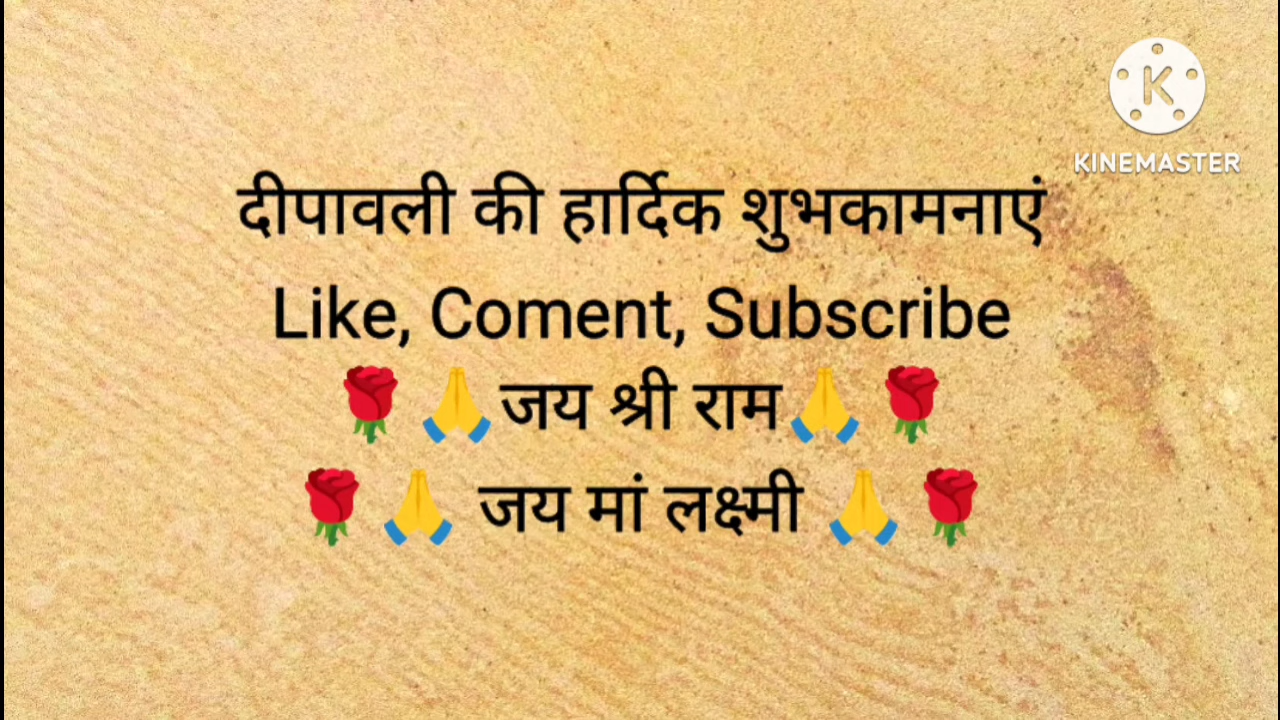 KINEMASTER
दीपावली की हार्दिक शुभकामनाएं
Like, Coment, Subscribe
🌹🙏जय श्री राम🙏🌹
🌹🙏 जय मां लक्ष्मी 🙏🌹